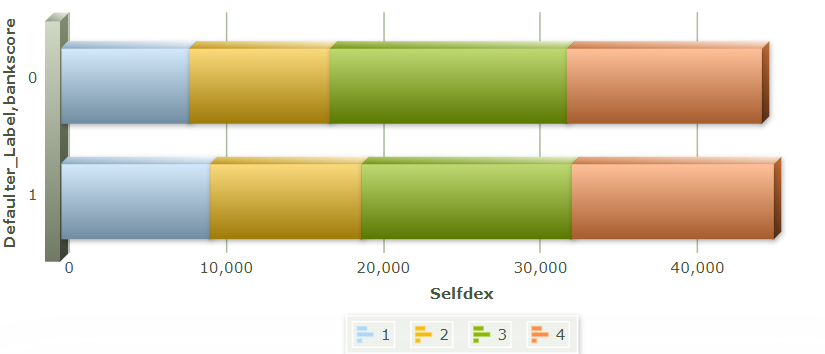 Defaulter_Label,bankscore
0
1
0 10,000 20,000 30,000 40,000
Selfdex
1 2 3 4